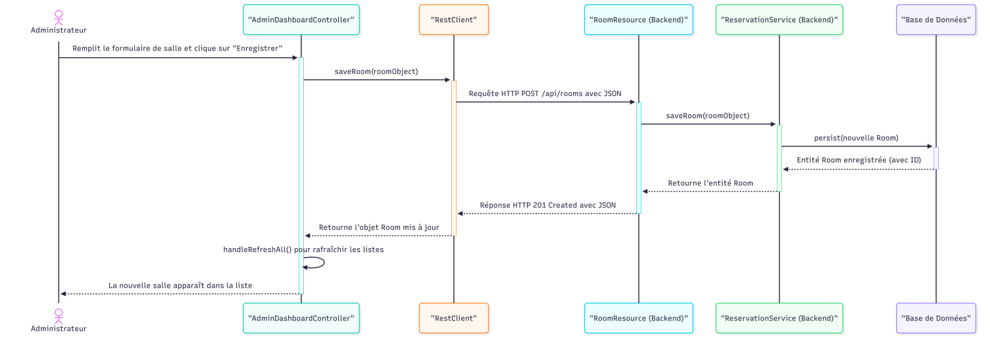 Administrateur
"AdminDashboardController"
"RestClient"
"RoomResource (Backend)"
"ReservationService (Backend)"
"Base de Données"
Remplit le formulaire de salle et clique sur "Enregistrer"
saveRoom(roomObject)
Requête HTTP POST /api/rooms avec JSON
saveRoom(roomObject)
persist(nouvelle Room)
Entité Room enregistrée (avec ID)
Retourne l'entité Room
Réponse HTTP 201 Created avec JSON
Retourne l'objet Room mis à jour
handleRefreshAll() pour rafraîchir les listes
La nouvelle salle apparaît dans la liste
Administrateur
"AdminDashboardController"
"RestClient"
"RoomResource (Backend)"
"ReservationService (Backend)"
"Base de Données"